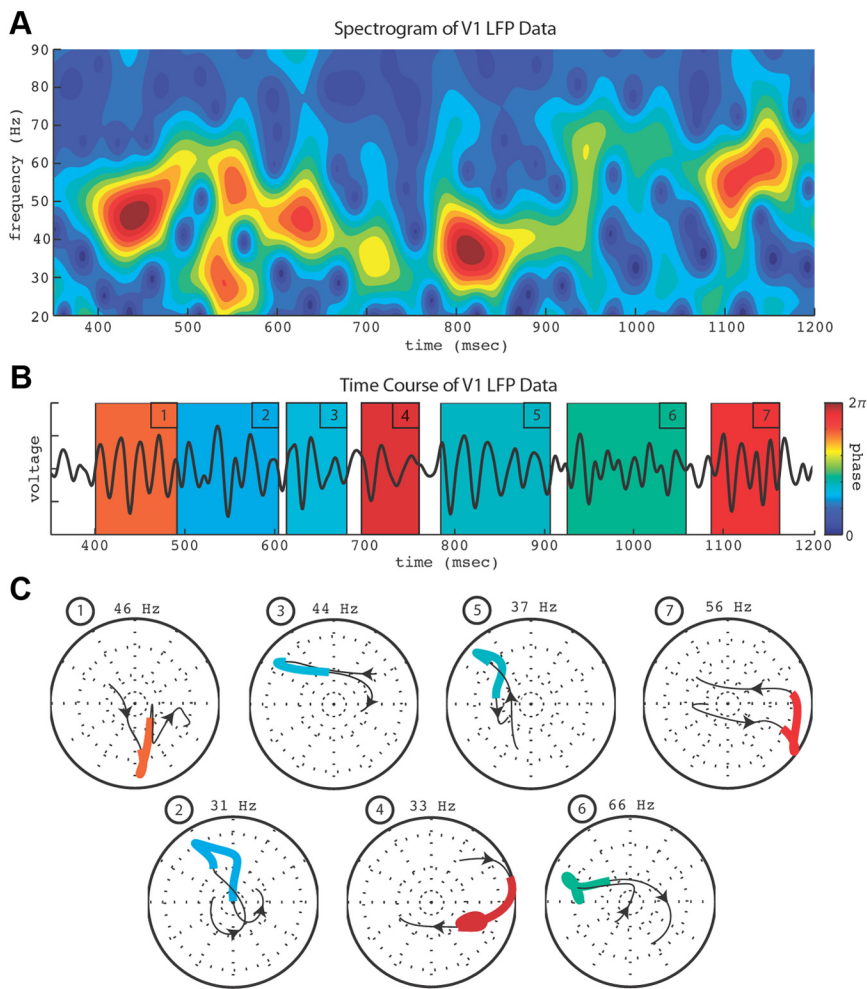 A
Spectrogram of V1 LFP Data
frequency (Hz)
90
80
70
60
50
40
30
20
400 500 600 700 800 900 1000 1100 1200
time (msec)
B
Time Course of V1 LFP Data
voltage
1 2 3 4 5 6 7
2π
phase
0
400 500 600 700 800 900 1000 1100 1200
time (msec)
C
1 46 Hz 3 44 Hz 5 37 Hz 7 56 Hz
2 31 Hz 4 33 Hz 6 66 Hz